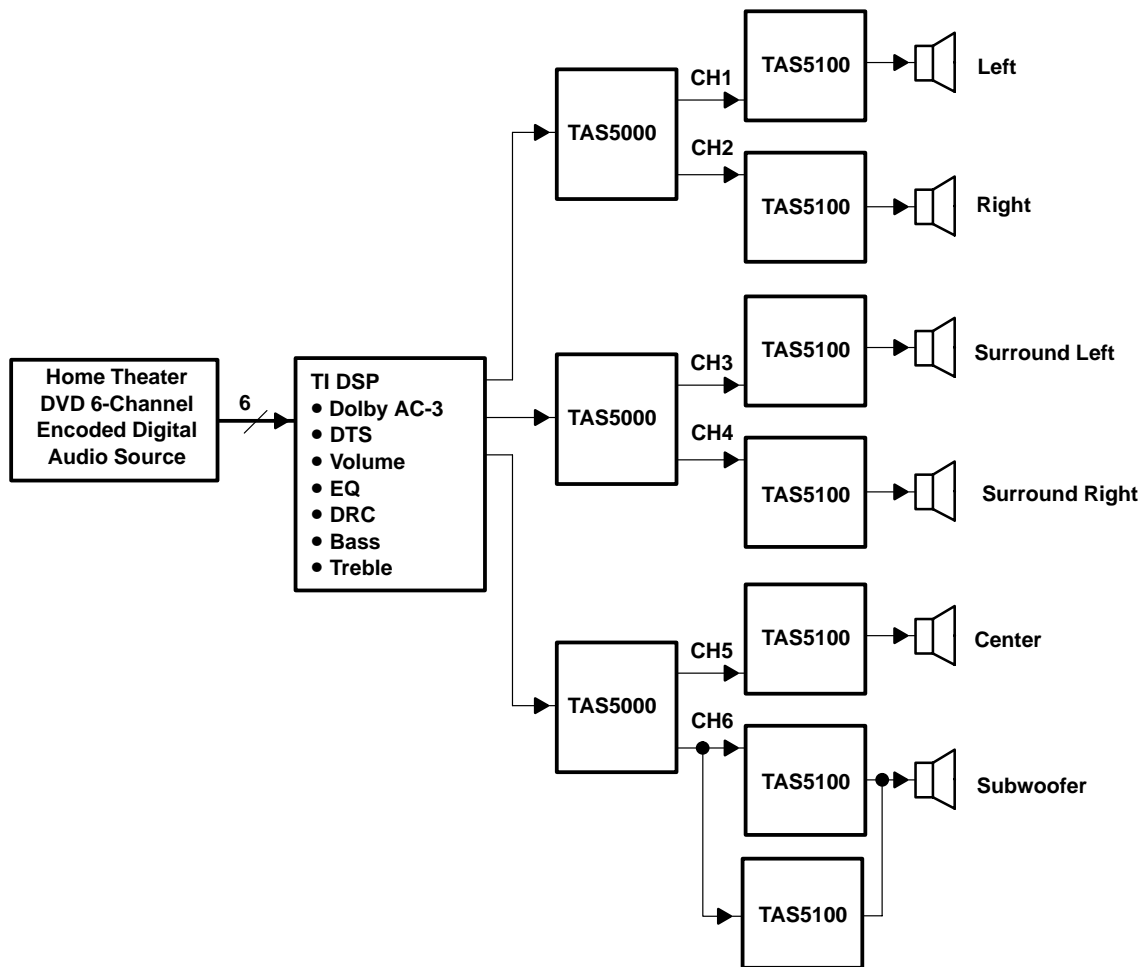 Home Theater
DVD 6-Channel
Encoded Digital
Audio Source
6
TI DSP
● Dolby AC-3
● DTS
● Volume
● EQ
● DRC
● Bass
● Treble
TAS5000
CH1
TAS5100
Left
CH2
TAS5100
Right
TAS5000
CH3
TAS5100
Surround Left
CH4
TAS5100
Surround Right
TAS5000
CH5
TAS5100
Center
CH6
TAS5100
Subwoofer
TAS5100